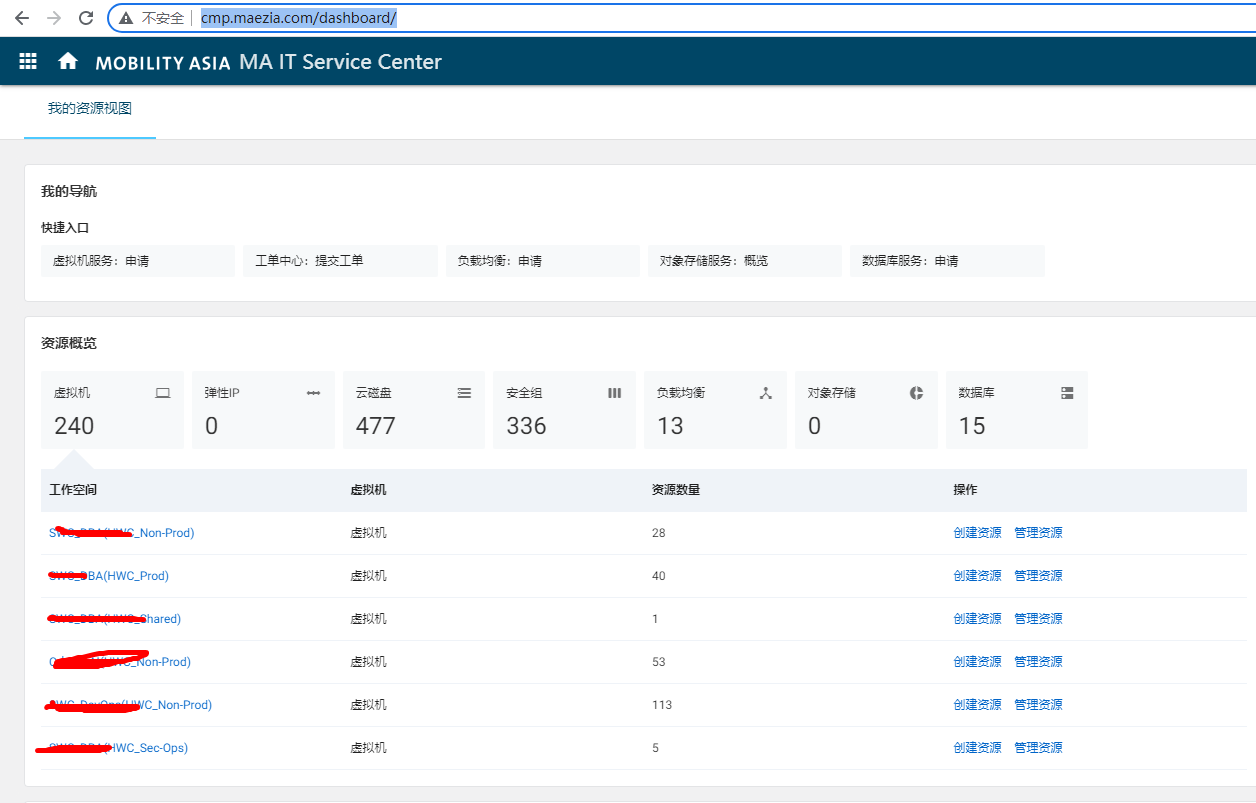 不安全 cmp.maezia.com/dashboard/
MOBILITY ASIA MA IT Service Center
我的资源视图
我的导航
快捷入口
虚拟机服务：申请 工单中心：提交工单 负载均衡：申请 对象存储服务：概览 数据库服务：申请
资源概览
虚拟机 弹性IP 云磁盘 安全组 负载均衡 对象存储 数据库
240 0 477 336 13 0 15
工作空间 虚拟机 资源数量 操作
_Non-Prod) 虚拟机 28 创建资源 管理资源
BA(HWC_Prod) 虚拟机 40 创建资源 管理资源
hared) 虚拟机 1 创建资源 管理资源
Non-Prod) 虚拟机 53 创建资源 管理资源
WC_Non-Prod) 虚拟机 113 创建资源 管理资源
HWC_Sec-Ops) 虚拟机 5 创建资源 管理资源